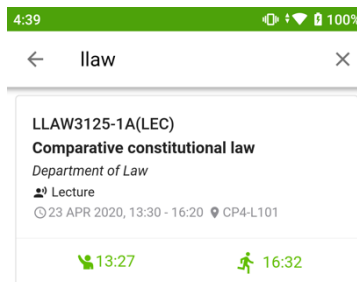 4:39 100%
llaw
LLAW3125-1A(LEC)
Comparative constitutional law
Department of Law
Lecture
23 APR 2020, 13:30 - 16:20 CP4-L101
13:27 16:32